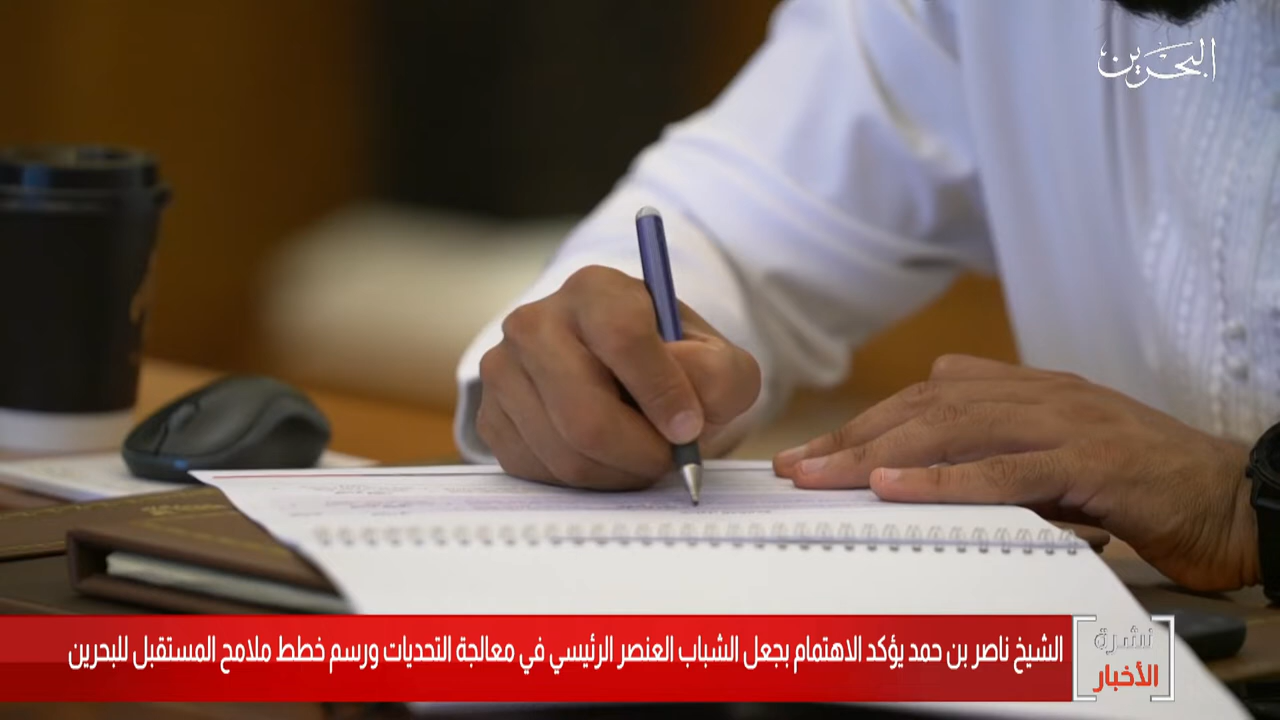 البحرين
الشيخ ناصر بن حمد يؤكد الاهتمام بجعل الشباب العنصر الرئيسي في معالجة التحديات ورسم خطط ملامح المستقبل للبحرين
نشرة
الأخبار